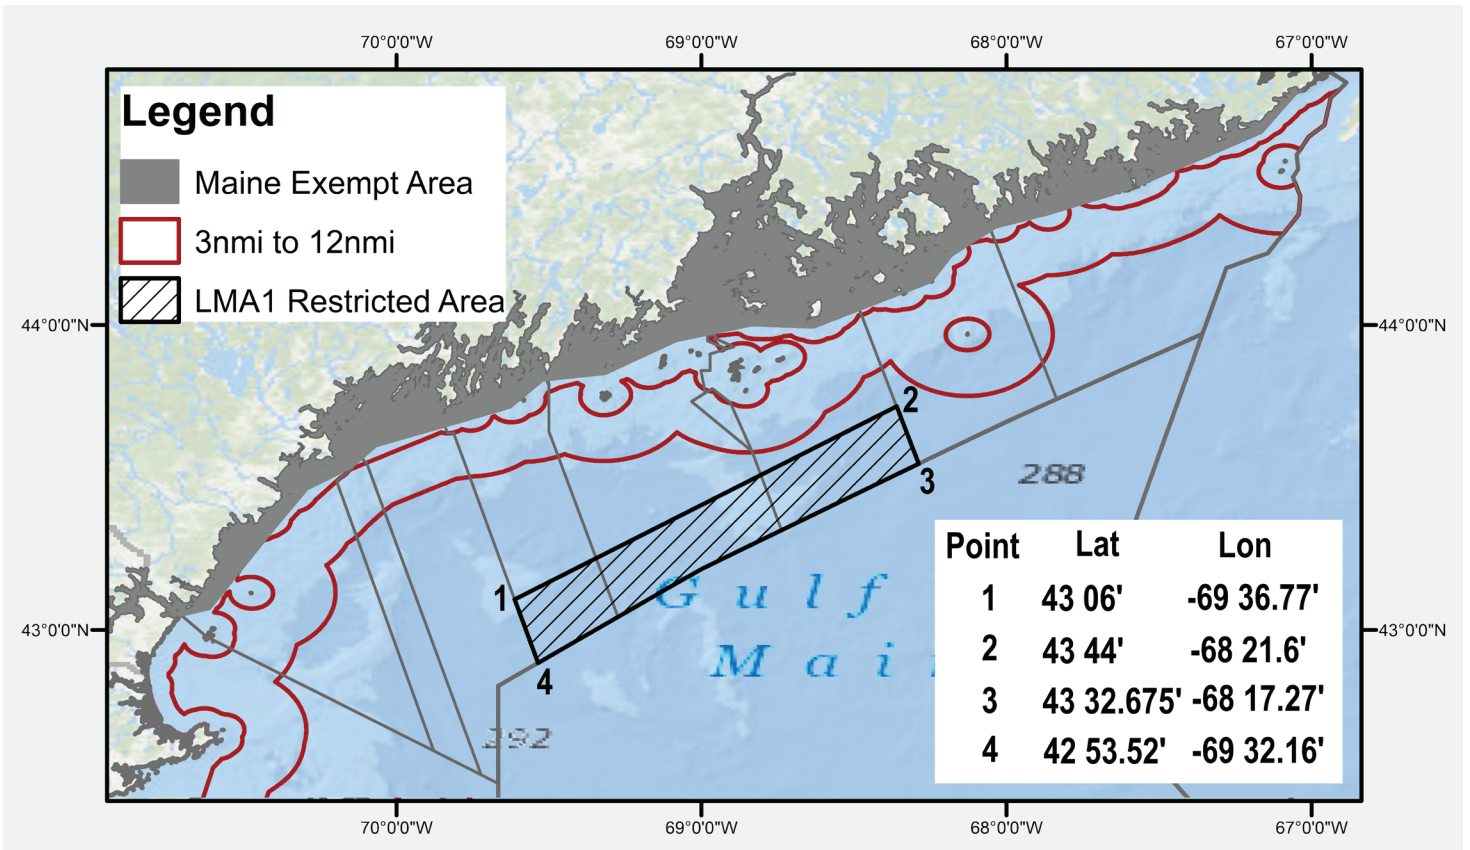 70°0'0"W 69°0'0"W 68°0'0"W 67°0'0"W
Legend
Maine Exempt Area
3nmi to 12nmi
LMA1 Restricted Area
44°0'0"N 44°0'0"N
2
3
288
1
Gulf
43°0'0"N 43°0'0"N
Mai
4
292
Point Lat Lon
1 43 06' -69 36.77'
2 43 44' -68 21.6'
3 43 32.675' -68 17.27'
4 42 53.52' -69 32.16'
70°0'0"W 69°0'0"W 68°0'0"W 67°0'0"W